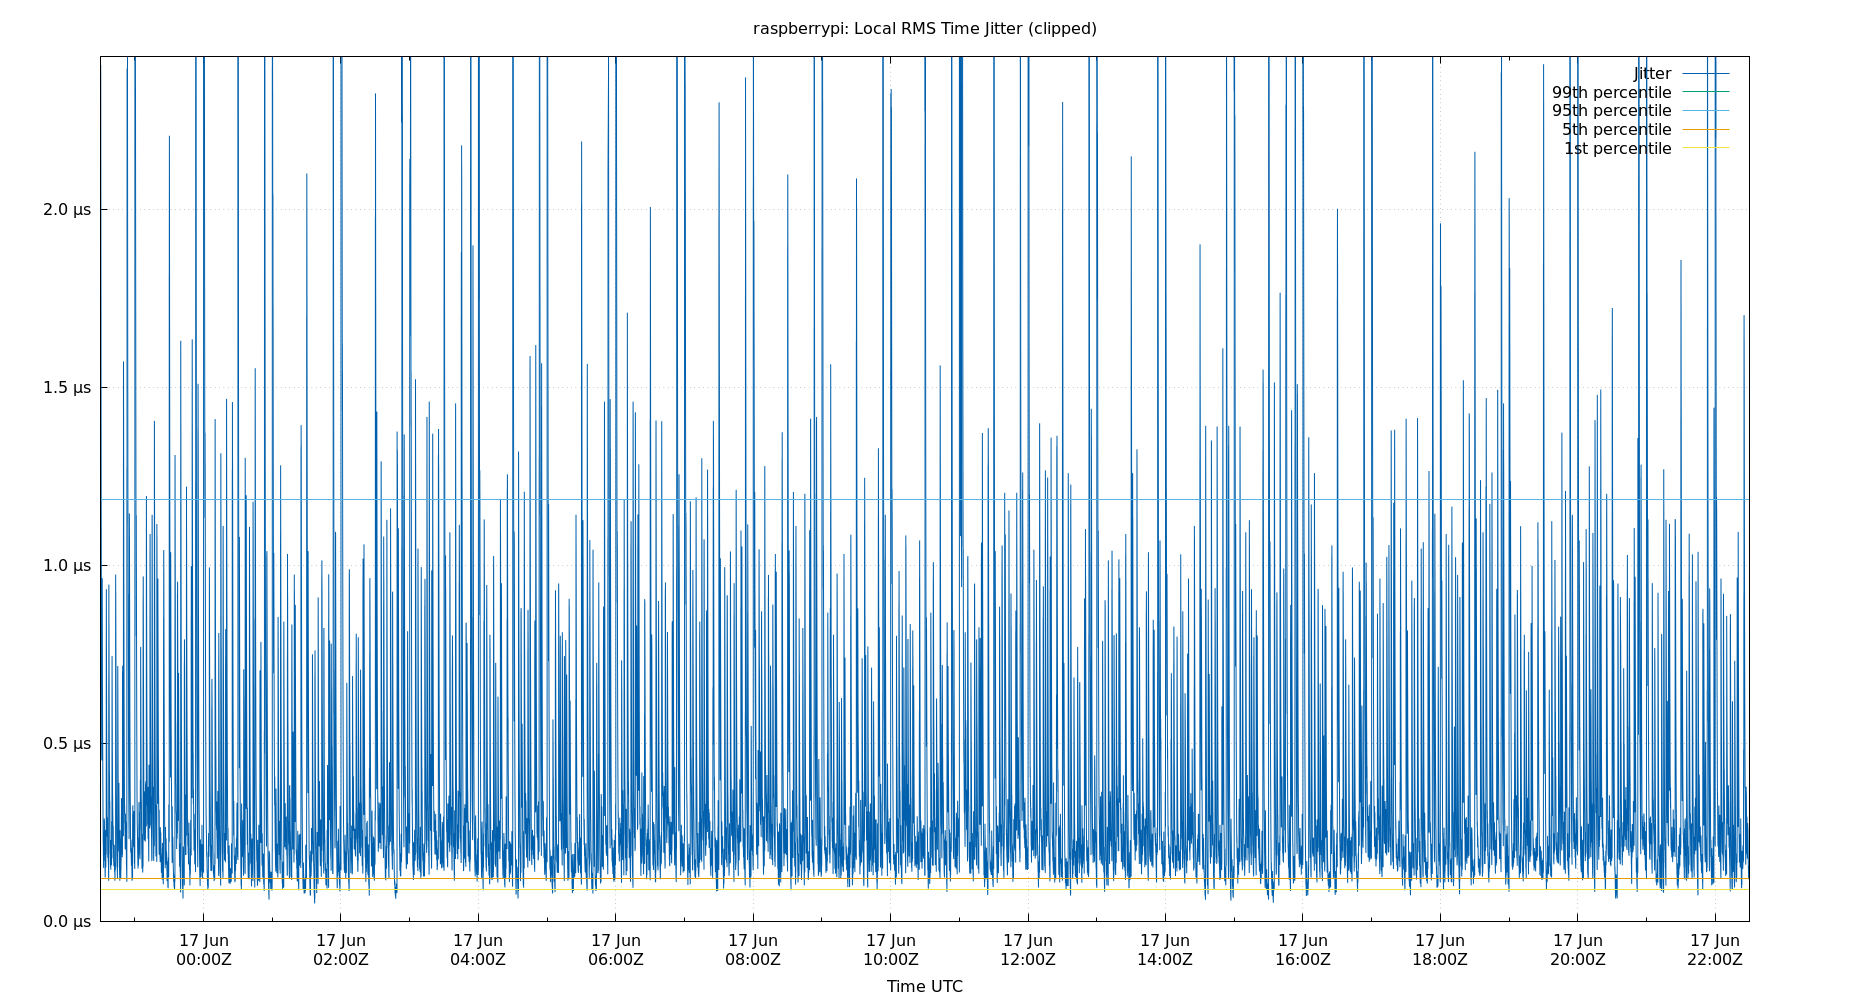 raspberrypi: Local RMS Time Jitter (clipped)
Jitter
99th percentile
95th percentile
5th percentile
1st percentile
2.0 µs
1.5 µs
1.0 µs
0.5 µs
0.0 µs
17 Jun 17 Jun 17 Jun 17 Jun 17 Jun 17 Jun 17 Jun 17 Jun 17 Jun 17 Jun 17 Jun 17 Jun
00:00Z 02:00Z 04:00Z 06:00Z 08:00Z 10:00Z 12:00Z 14:00Z 16:00Z 18:00Z 20:00Z 22:00Z
Time UTC